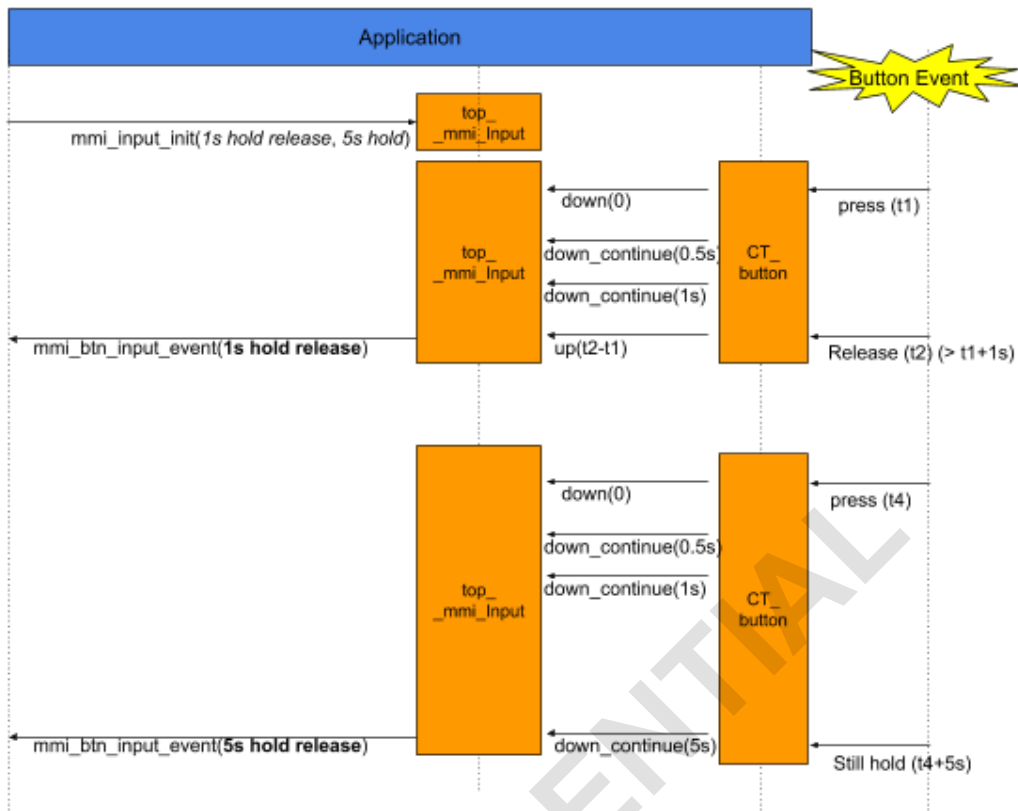 Application
Button Event
top_
_mmi_Input
mmi_input_init(1s hold release, 5s hold)
down(0)
press (t1)
down_continue(0.5s)
top_
_mmi_Input
CT_
button
down_continue(1s)
mmi_btn_input_event(1s hold release)
up(t2-t1)
Release (t2) (> t1+1s)
down(0)
press (t4)
down_continue(0.5s)
down_continue(1s)
top_
_mmi_Input
CT_
button
mmi_btn_input_event(5s hold release)
down_continue(5s)
Still hold (t4+5s)
ENTIAL